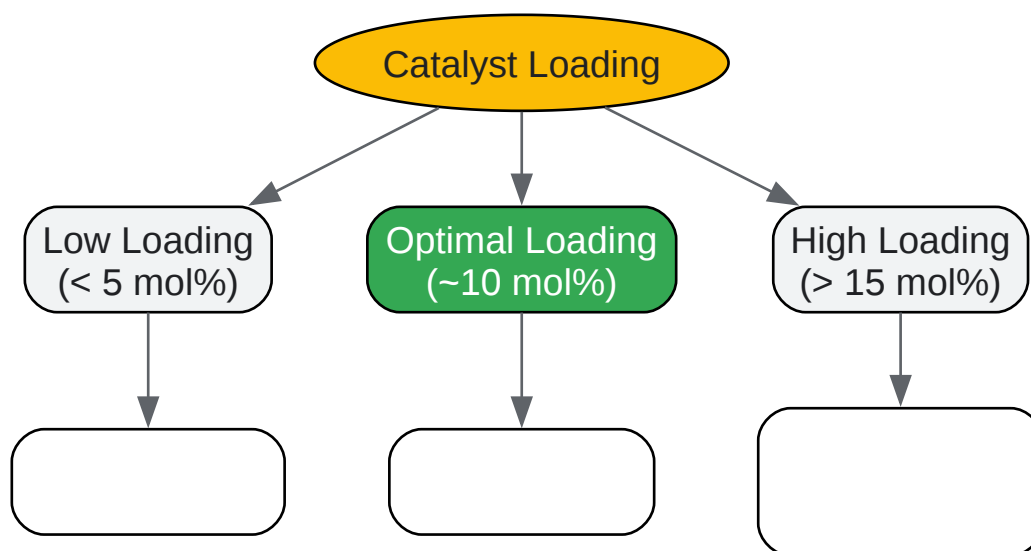 Catalyst Loading
Low Loading
(< 5 mol%)
Optimal Loading
(~10 mol%)
High Loading
(> 15 mol%)